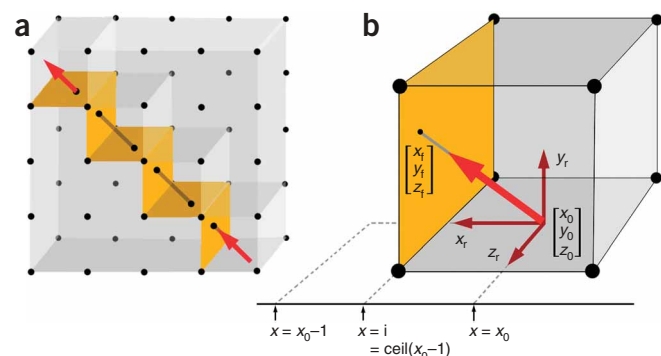 a
b
[x_f
y_f
z_f]
y_r
[x_0
y_0
z_0]
x_r
z_r
x = x_0–1
x = i
= ceil(x_0–1)
x = x_0